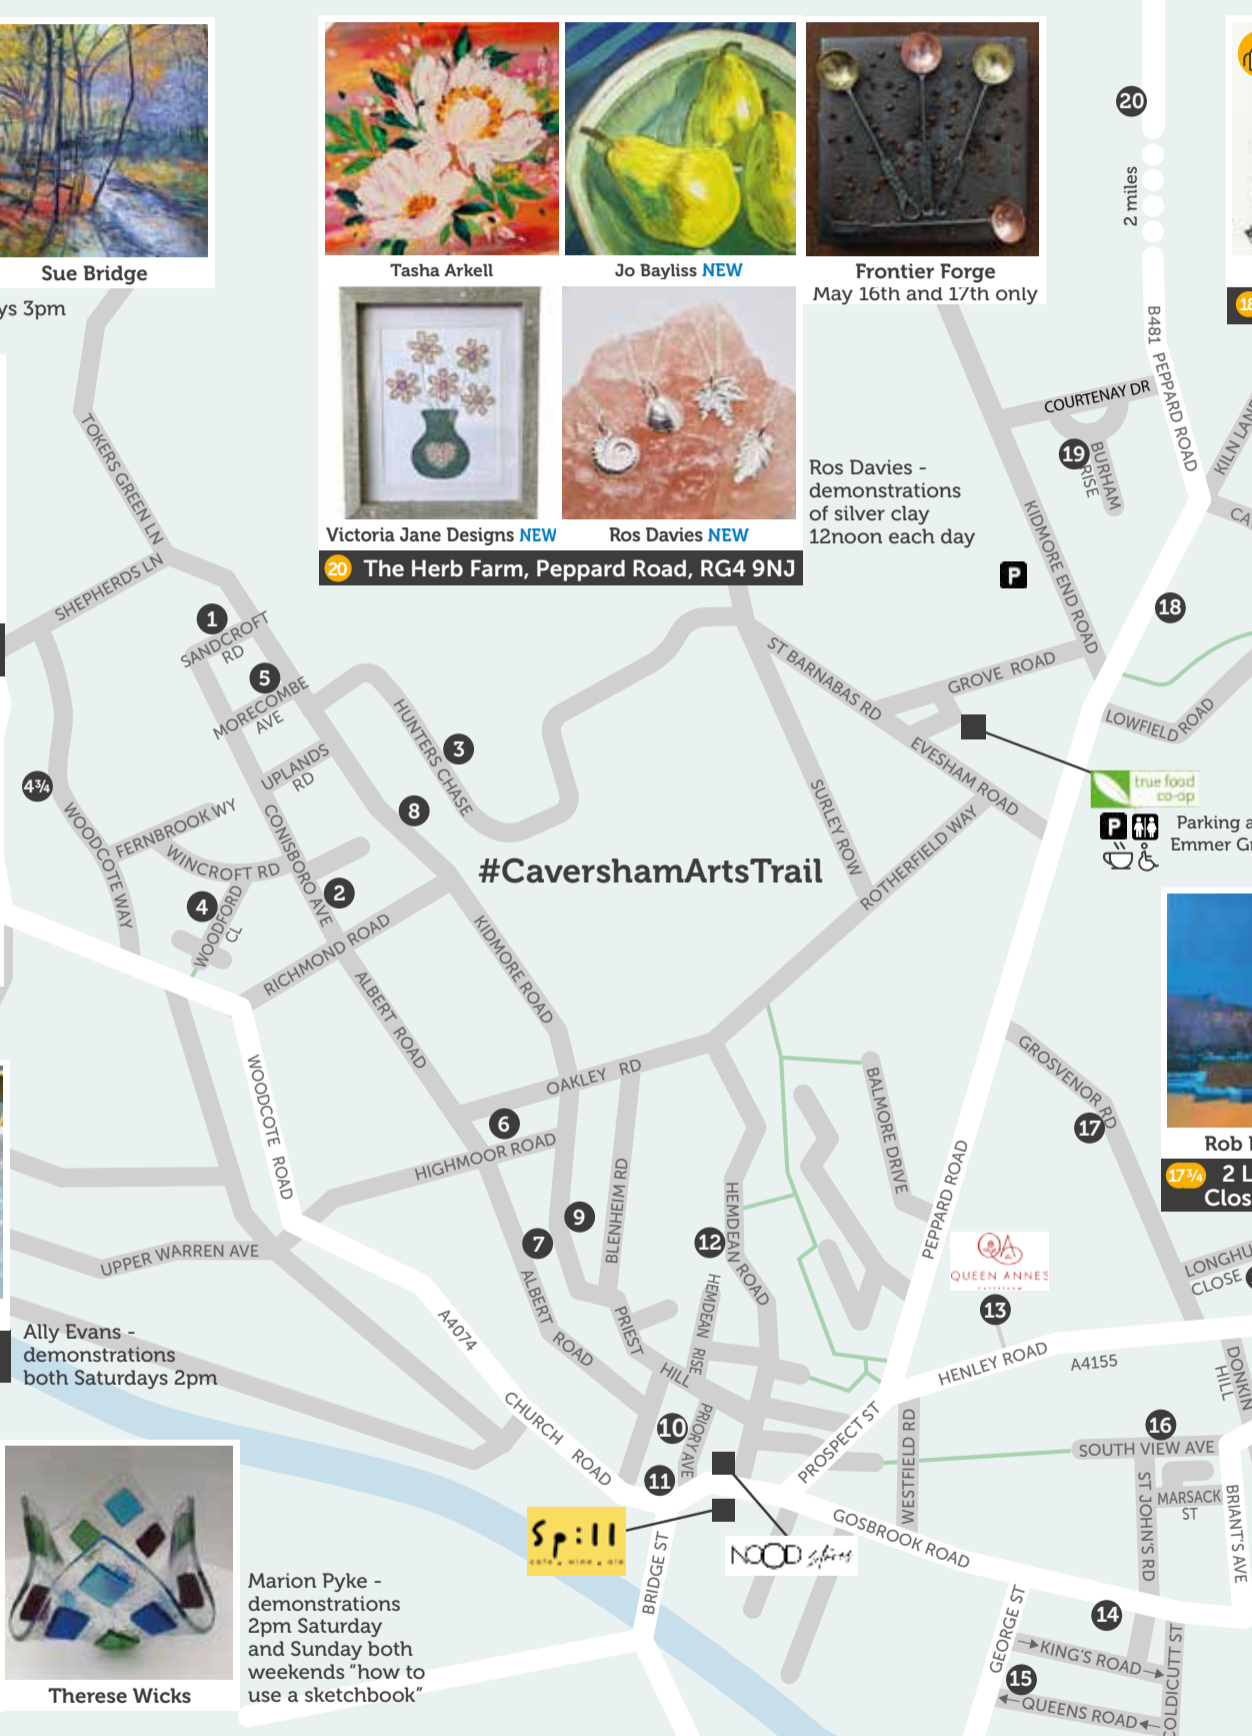 Sue Bridge
ys 3pm
Tasha Arkell
Jo Bayliss NEW
Frontier Forge
May 16th and 17th only
Victoria Jane Designs NEW
Ros Davies NEW
20 The Herb Farm, Peppard Road, RG4 9NJ
Ros Davies -
demonstrations
of silver clay
12noon each day
20
2 miles
18
B481 PEPPARD ROAD
COURTENAY DR
19
BURHAM
RISE
KILN LAN
CA
KIDMORE END ROAD
P
18
TOKERS GREEN LN
SHEPHERDS LN
1
SANDCROFT
RD
5
MORECOMBE
AVE
UPLANDS
RD
HUNTERS CHASE
3
8
4¾
WOODCOTE WAY
FERNBROOK WY
WINCROFT RD
CONISBORO AVE
2
4
WOODFORD
CL
RICHMOND ROAD
ST BARNABAS RD
GROVE ROAD
LOWFIELD ROAD
EVESHAM ROAD
SURLEY ROW
ROTHERFIELD WAY
true food
co-op
P
Parking a
Emmer Gr
#CavershamArtsTrail
KIDMORE ROAD
ALBERT ROAD
WOODCOTE ROAD
OAKLEY RD
6
HIGHMOOR ROAD
BALMORE DRIVE
GROSVENOR RD
17
PEPPARD ROAD
Rob
17¾ 2 L
Clos
BLENHEIM RD
9
7
12
HEMDEAN ROAD
UPPER WARREN AVE
QUEEN ANNES
13
LONGHU
CLOSE
ALBERT ROAD
PRIEST
HILL
HEMDEAN RISE
A4074
Ally Evans -
demonstrations
both Saturdays 2pm
HENLEY ROAD
A4155
DONKIN
HILL
CHURCH ROAD
10
PRIORY AVE
11
PROSPECT ST
WESTFIELD RD
16
SOUTH VIEW AVE
ST JOHN'S RD
MARSACK
ST
BRIANT'S AVE
Spill
cafe . wine . ale
NOOD
BRIDGE ST
GOSBROOK ROAD
14
GEORGE ST
KING'S ROAD
15
QUEENS ROAD
OLDICUTT ST
Therese Wicks
Marion Pyke -
demonstrations
2pm Saturday
and Sunday both
weekends "how to
use a sketchbook"